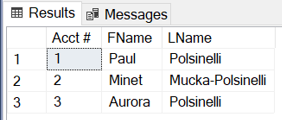 Results Messages
Acct # FName LName
1 1 Paul Polsinelli
2 2 Minet Mucka-Polsinelli
3 3 Aurora Polsinelli